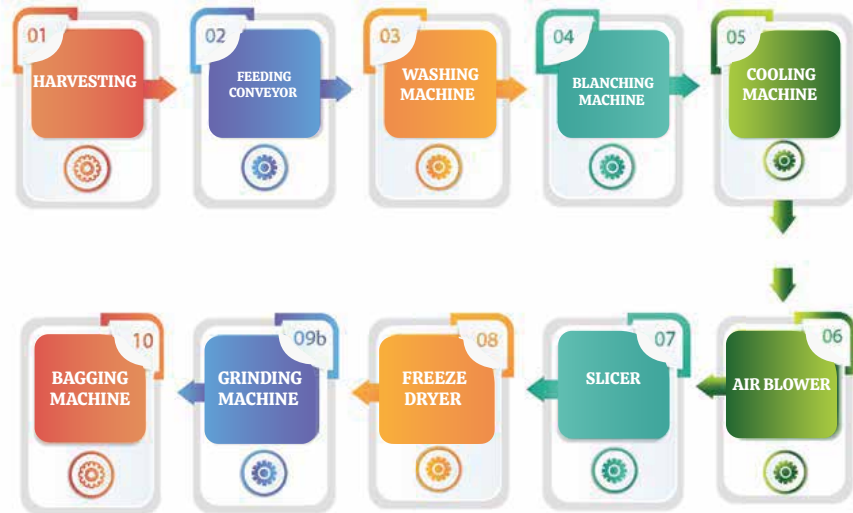 01
HARVESTING
02
FEEDING
CONVEYOR
03
WASHING
MACHINE
04
BLANCHING
MACHINE
05
COOLING
MACHINE
06
AIR BLOWER
07
SLICER
08
FREEZE
DRYER
09b
GRINDING
MACHINE
10
BAGGING
MACHINE